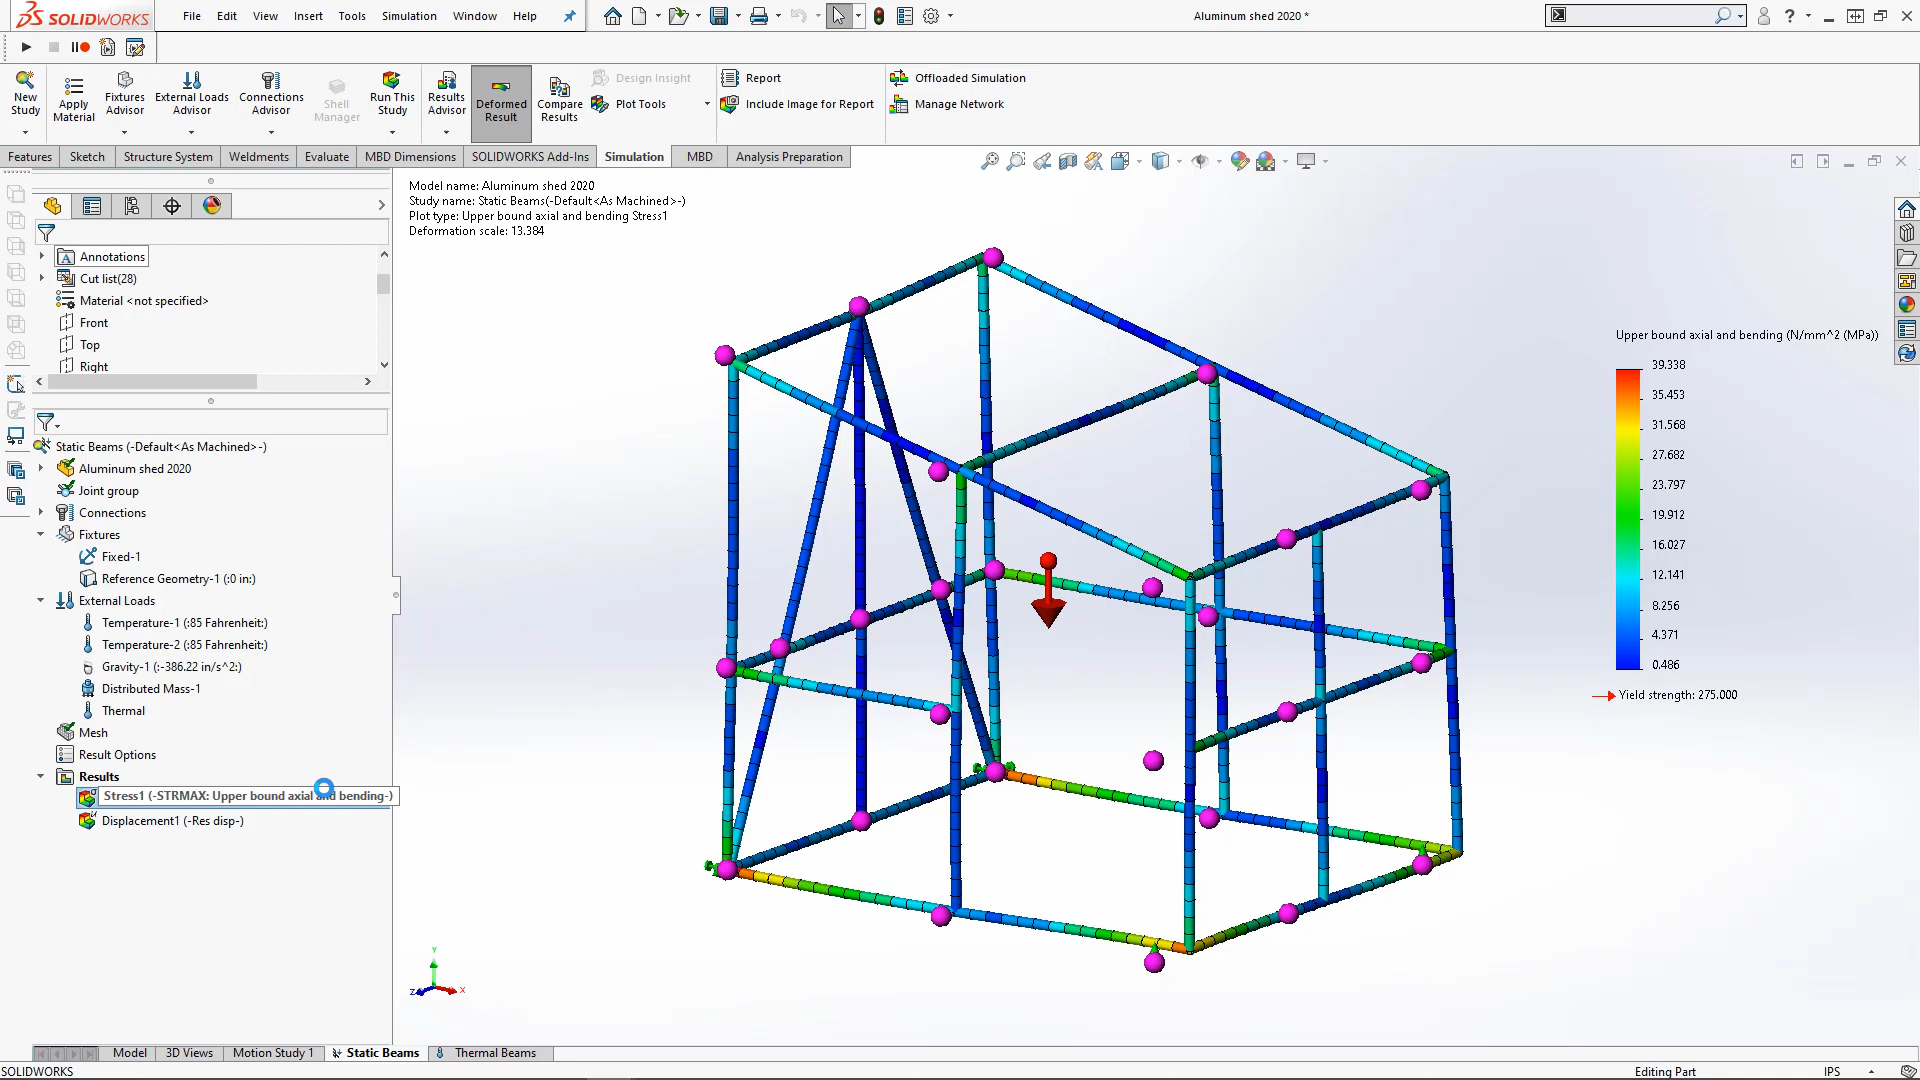 SOLIDWORKS
File Edit View Insert Tools Simulation Window Help
Aluminum shed 2020 *
New Study
Apply Material
Fixtures Advisor
External Loads Advisor
Connections Advisor
Shell Manager
Run This Study
Results Advisor
Deformed Result
Compare Results
Design Insight
Plot Tools
Report
Include Image for Report
Offloaded Simulation
Manage Network
Features Sketch Structure System Weldments Evaluate MBD Dimensions SOLIDWORKS Add-Ins Simulation MBD Analysis Preparation
Model name: Aluminum shed 2020
Study name: Static Beams(-Default<As Machined>-)
Plot type: Upper bound axial and bending Stress1
Deformation scale: 13.384
Annotations
Cut list(28)
Material <not specified>
Front
Top
Right
Static Beams (-Default<As Machined>-)
Aluminum shed 2020
Joint group
Connections
Fixtures
Fixed-1
Reference Geometry-1 (:0 in:)
External Loads
Temperature-1 (:85 Fahrenheit:)
Temperature-2 (:85 Fahrenheit:)
Gravity-1 (:-386.22 in/s^2:)
Distributed Mass-1
Thermal
Mesh
Result Options
Results
Stress1 (-STRMAX: Upper bound axial and bending-)
Displacement1 (-Res disp-)
Upper bound axial and bending (N/mm^2 (MPa))
39.338
35.453
31.568
27.682
23.797
19.912
16.027
12.141
8.256
4.371
0.486
Yield strength: 275.000
Y
Z
X
Model 3D Views Motion Study 1 Static Beams Thermal Beams
SOLIDWORKS
Editing Part
IPS